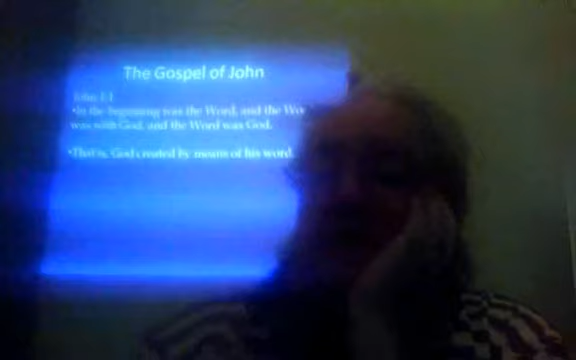 The Gospel of John
John 1:1
•In the beginning was the Word, and the
was with God, and the Word was God.
•That is, God created by means of his word.